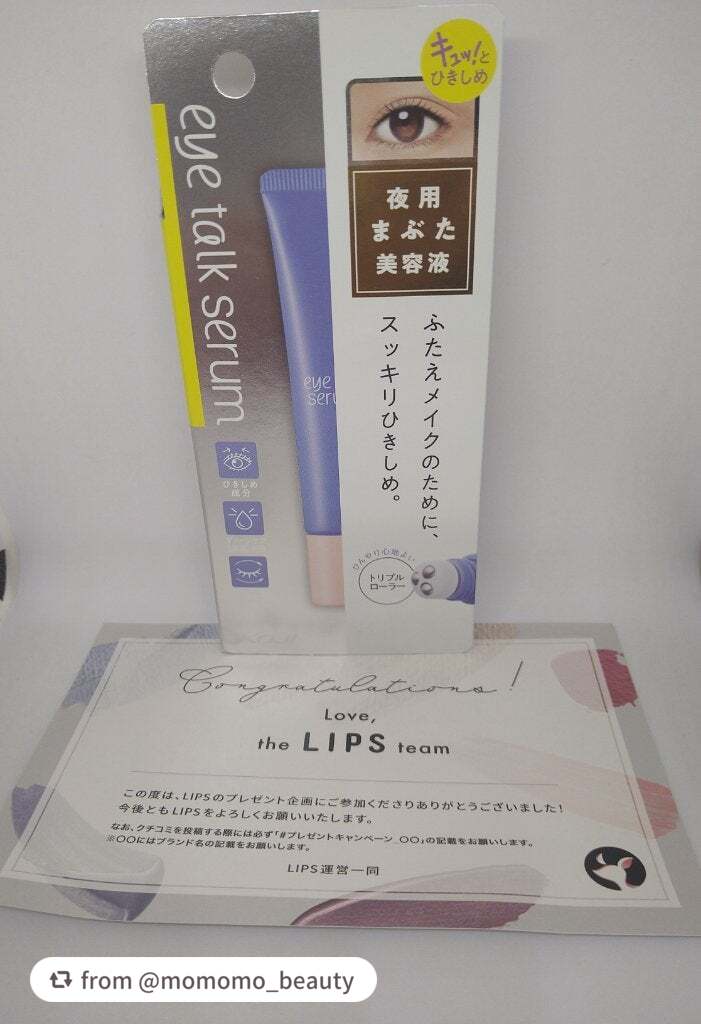 キュッ!と
ひきしめ
eye talk serum
夜用
まぶた
美容液
ふたえメイクのために、
スッキリひきしめ。
eye
ひきしめ
成分
ひんやり心地よい
トリプル
ローラー
Congratulations!
Love,
the LIPS team
この度は、LIPSのプレゼント企画にご参加くださりありがとうございました!
今後ともLIPSをよろしくお願いいたします。
なお、クチコミを投稿する際には必ず「#プレゼントキャンペーン_〇〇」の記載をお願いします。
※〇〇にはブランド名の記載をお願いします。
LIPS運営一同
from @momomo_beauty